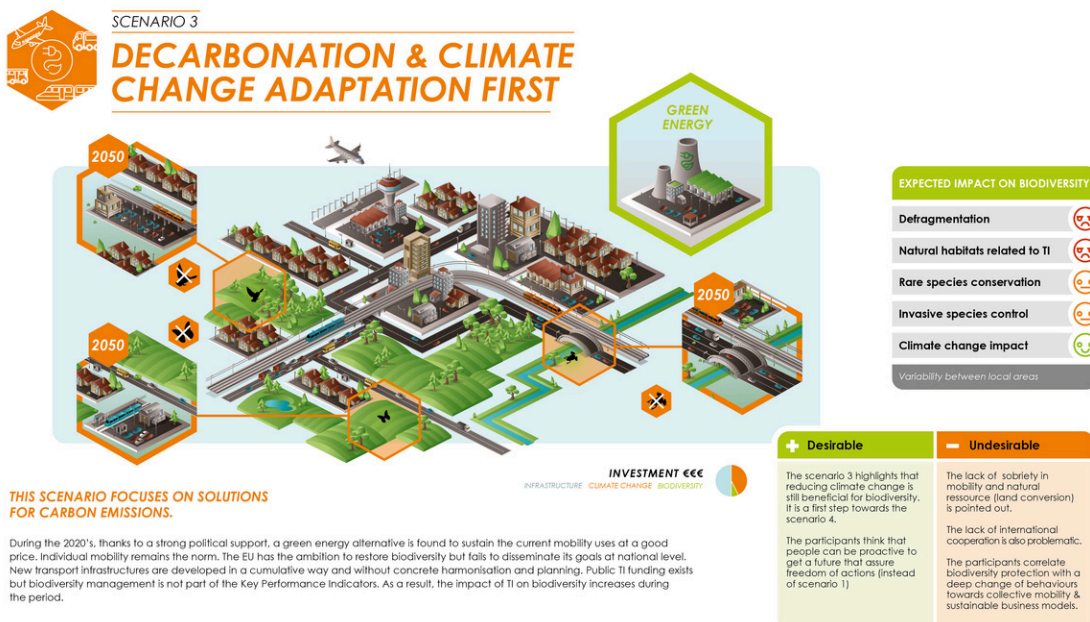 SCENARIO 3
DECARBONATION & CLIMATE
CHANGE ADAPTATION FIRST
GREEN
ENERGY
2050
2050
2050
EXPECTED IMPACT ON BIODIVERSITY
Defragmentation
Natural habitats related to TI
Rare species conservation
Invasive species control
Climate change impact
Variability between local areas
INVESTMENT €€€
INFRASTRUCTURE CLIMATE CHANGE BIODIVERSITY
THIS SCENARIO FOCUSES ON SOLUTIONS
FOR CARBON EMISSIONS.
During the 2020's, thanks to a strong political support, a green energy alternative is found to sustain the current mobility uses at a good
price. Individual mobility remains the norm. The EU has the ambition to restore biodiversity but fails to disseminate its goals at national level.
New transport infrastructures are developed in a cumulative way and without concrete harmonisation and planning. Public TI funding exists
but biodiversity management is not part of the Key Performance Indicators. As a result, the impact of TI on biodiversity increases during
the period.
+ Desirable
The scenario 3 highlights that
reducing climate change is
still beneficial for biodiversity.
It is a first step towards the
scenario 4.
The participants think that
people can be proactive to
get a future that assure
freedom of actions (instead
of scenario 1)
− Undesirable
The lack of sobriety in
mobility and natural
ressource (land conversion)
is pointed out.
The lack of international
cooperation is also problematic.
The participants correlate
biodiversity protection with a
deep change of behaviours
towards collective mobility &
sustainable business models.